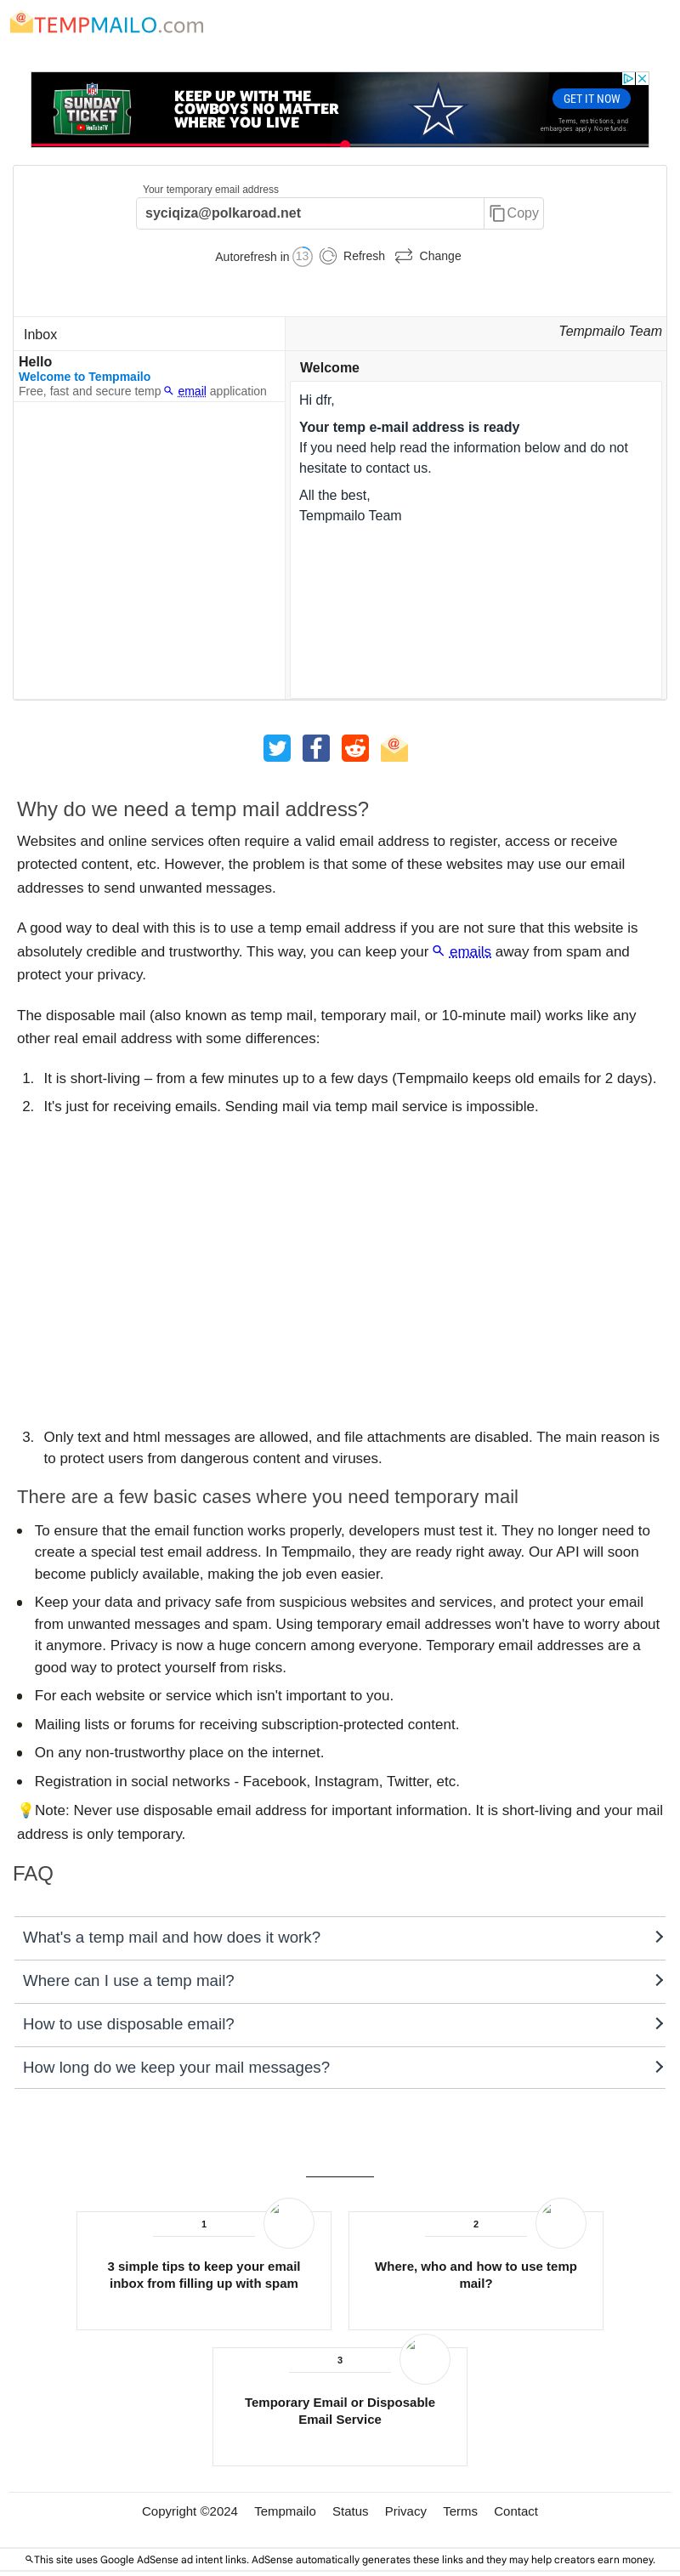 TEMPMAILO.com
NFL
SUNDAY
TICKET
YouTubeTV
KEEP UP WITH THE
COWBOYS NO MATTER
WHERE YOU LIVE
GET IT NOW
Terms, restrictions, and
embargoes apply. No refunds.
Your temporary email address
syciqiza@polkaroad.net
Copy
Autorefresh in 13 Refresh Change
Inbox
Tempmailo Team
Hello
Welcome to Tempmailo
Free, fast and secure temp email application
Welcome
Hi dfr,
Your temp e-mail address is ready
If you need help read the information below and do not
hesitate to contact us.
All the best,
Tempmailo Team
Why do we need a temp mail address?
Websites and online services often require a valid email address to register, access or receive
protected content, etc. However, the problem is that some of these websites may use our email
addresses to send unwanted messages.
A good way to deal with this is to use a temp email address if you are not sure that this website is
absolutely credible and trustworthy. This way, you can keep your emails away from spam and
protect your privacy.
The disposable mail (also known as temp mail, temporary mail, or 10-minute mail) works like any
other real email address with some differences:
1. It is short-living – from a few minutes up to a few days (Tempmailo keeps old emails for 2 days).
2. It's just for receiving emails. Sending mail via temp mail service is impossible.
3. Only text and html messages are allowed, and file attachments are disabled. The main reason is
to protect users from dangerous content and viruses.
There are a few basic cases where you need temporary mail
• To ensure that the email function works properly, developers must test it. They no longer need to
create a special test email address. In Tempmailo, they are ready right away. Our API will soon
become publicly available, making the job even easier.
• Keep your data and privacy safe from suspicious websites and services, and protect your email
from unwanted messages and spam. Using temporary email addresses won't have to worry about
it anymore. Privacy is now a huge concern among everyone. Temporary email addresses are a
good way to protect yourself from risks.
• For each website or service which isn't important to you.
• Mailing lists or forums for receiving subscription-protected content.
• On any non-trustworthy place on the internet.
• Registration in social networks - Facebook, Instagram, Twitter, etc.
💡Note: Never use disposable email address for important information. It is short-living and your mail
address is only temporary.
FAQ
What's a temp mail and how does it work?
Where can I use a temp mail?
How to use disposable email?
How long do we keep your mail messages?
1
3 simple tips to keep your email
inbox from filling up with spam
2
Where, who and how to use temp
mail?
3
Temporary Email or Disposable
Email Service
Copyright ©2024 Tempmailo Status Privacy Terms Contact
This site uses Google AdSense ad intent links. AdSense automatically generates these links and they may help creators earn money.